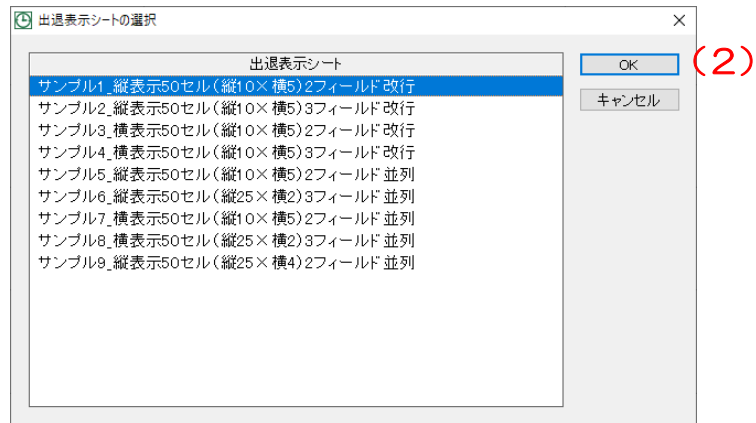 出退表示シートの選択
出退表示シート
サンプル1_縦表示50セル(縦10×横5)2フィールド改行
サンプル2_縦表示50セル(縦10×横5)3フィールド改行
サンプル3_横表示50セル(縦10×横5)2フィールド改行
サンプル4_横表示50セル(縦10×横5)3フィールド改行
サンプル5_縦表示50セル(縦10×横5)2フィールド並列
サンプル6_縦表示50セル(縦25×横2)3フィールド並列
サンプル7_横表示50セル(縦10×横5)2フィールド並列
サンプル8_横表示50セル(縦25×横2)3フィールド並列
サンプル9_縦表示50セル(縦25×横4)2フィールド並列
OK
(2)
キャンセル